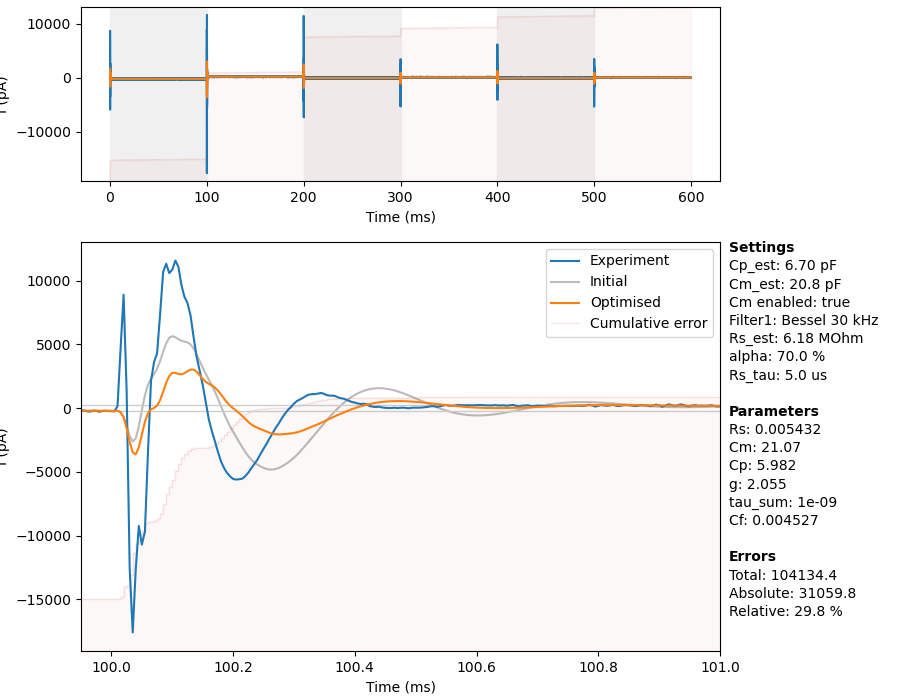 10000
0
−10000
I (pA)
0
100
200
300
400
500
600
Time (ms)
10000
5000
0
−5000
−10000
−15000
I (pA)
Experiment
Initial
Optimised
Cumulative error
100.0
100.2
100.4
100.6
100.8
101.0
Time (ms)
Settings
Cp_est: 6.70 pF
Cm_est: 20.8 pF
Cm enabled: true
Filter1: Bessel 30 kHz
Rs_est: 6.18 MOhm
alpha: 70.0 %
Rs_tau: 5.0 us
Parameters
Rs: 0.005432
Cm: 21.07
Cp: 5.982
g: 2.055
tau_sum: 1e-09
Cf: 0.004527
Errors
Total: 104134.4
Absolute: 31059.8
Relative: 29.8 %